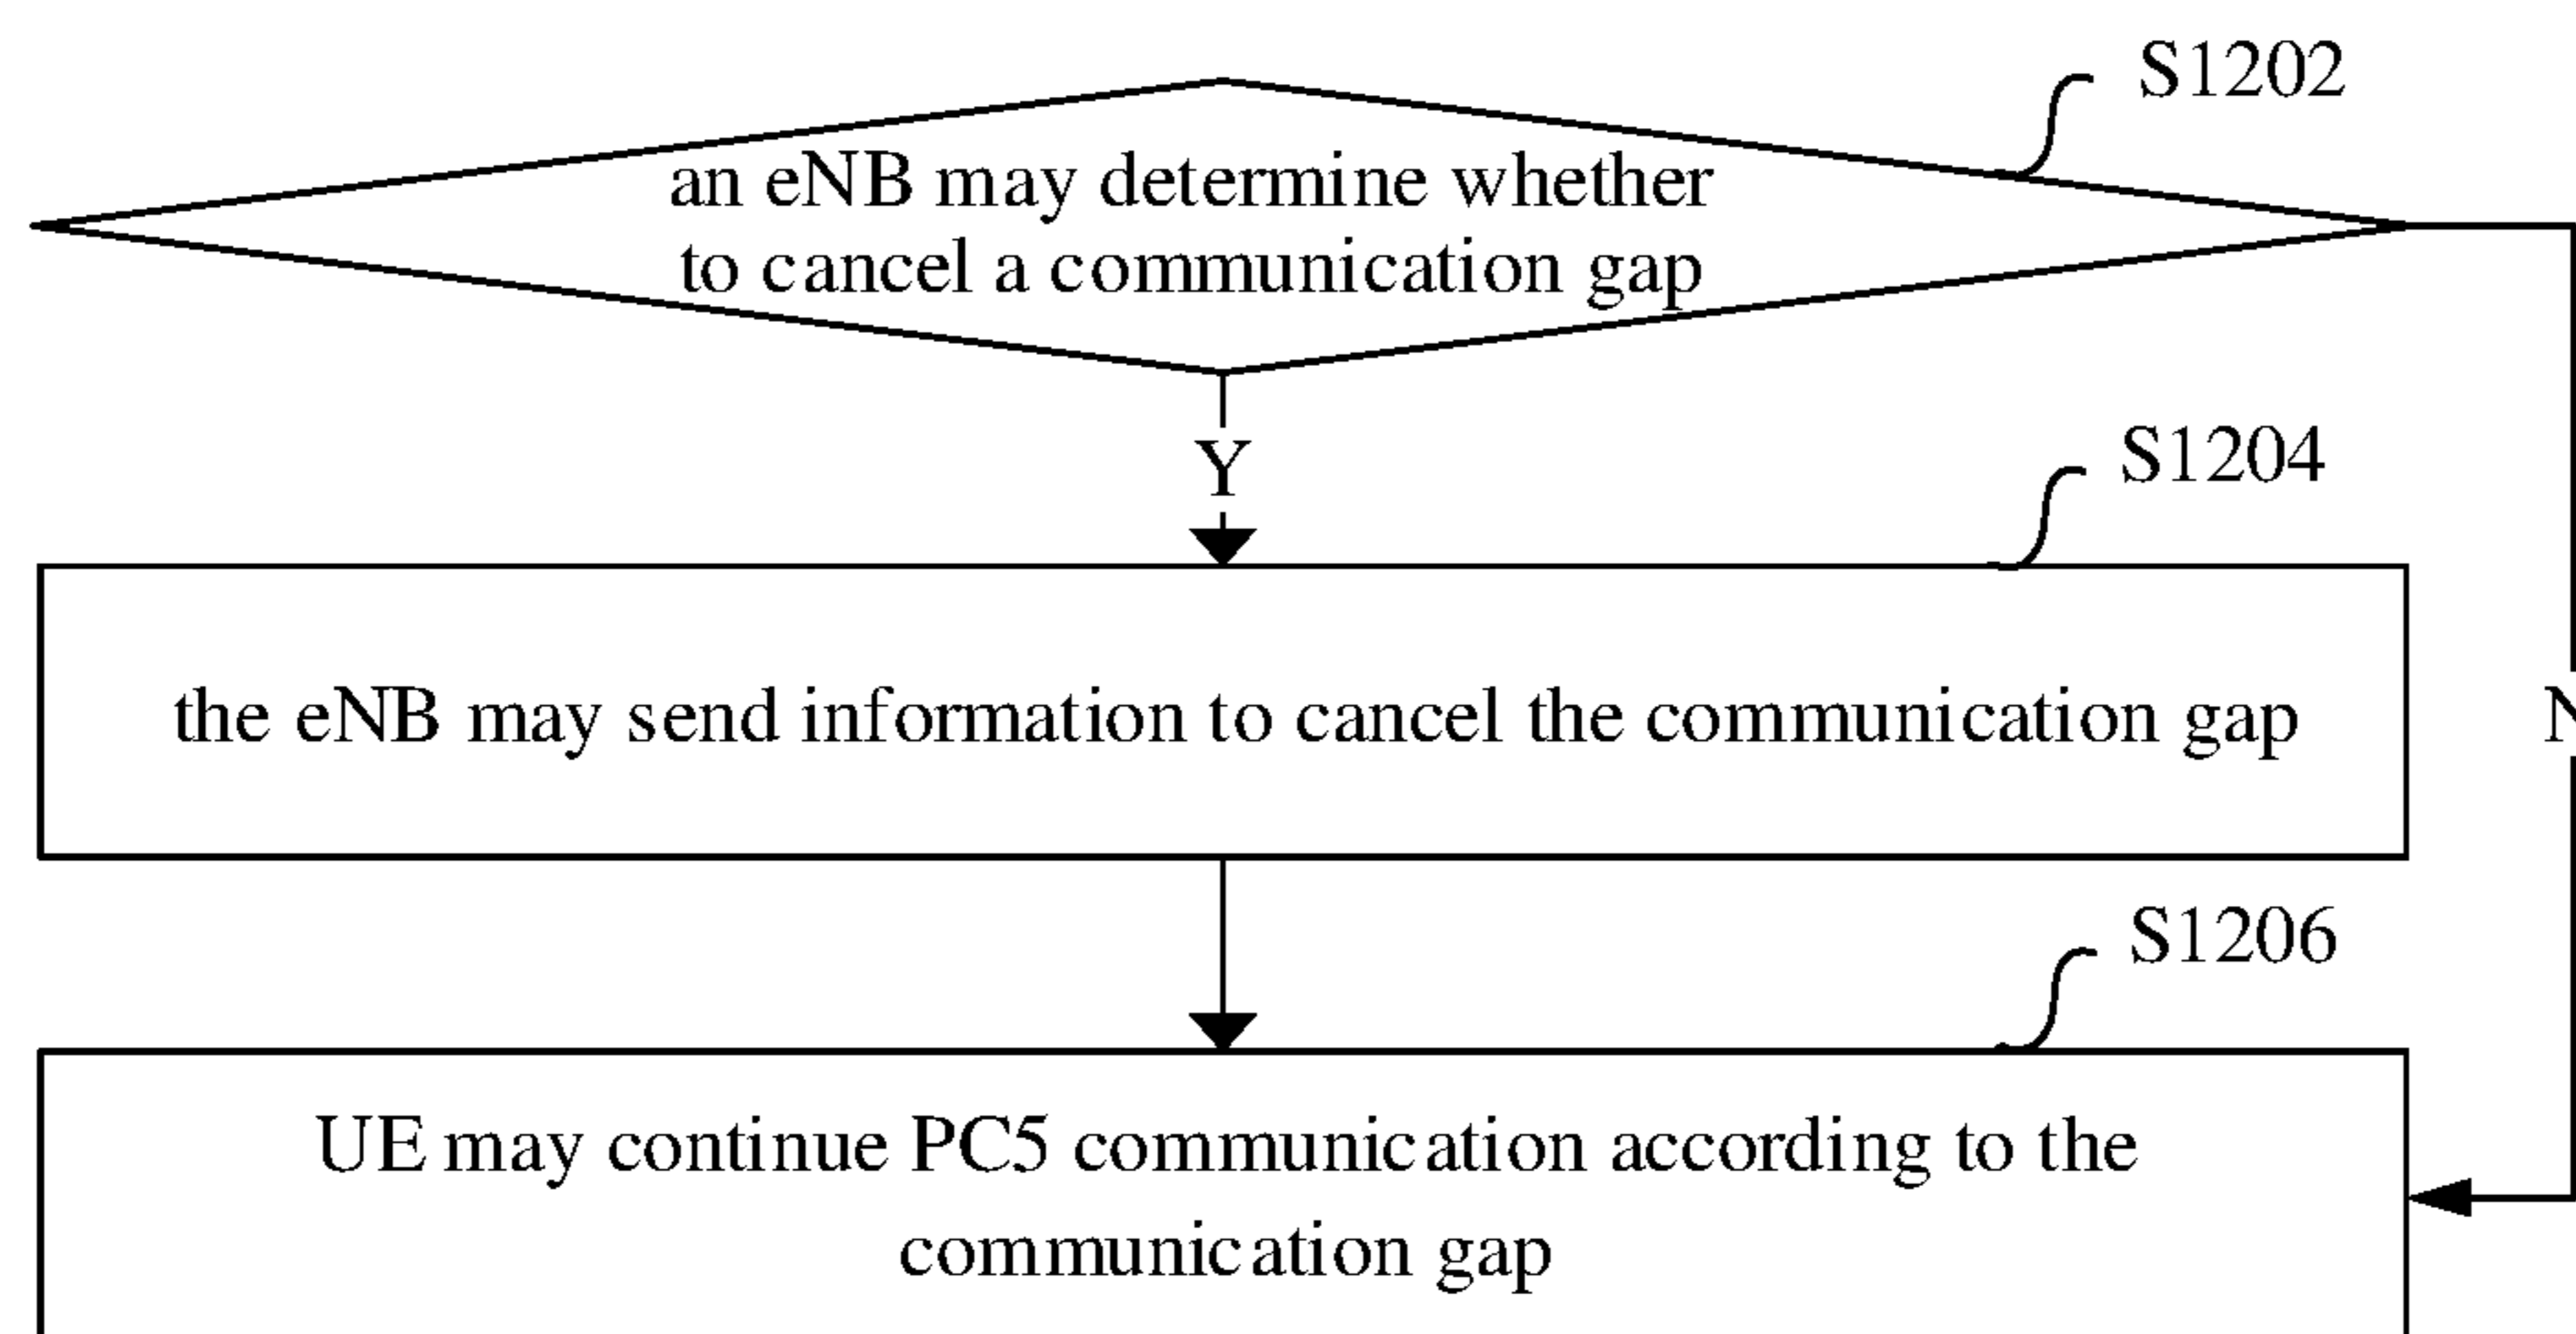 S1202
an eNB may determine whether
to cancel a communication gap
Y
S1204
the eNB may send information to cancel the communication gap
N
S1206
UE may continue PC5 communication according to the
communication gap